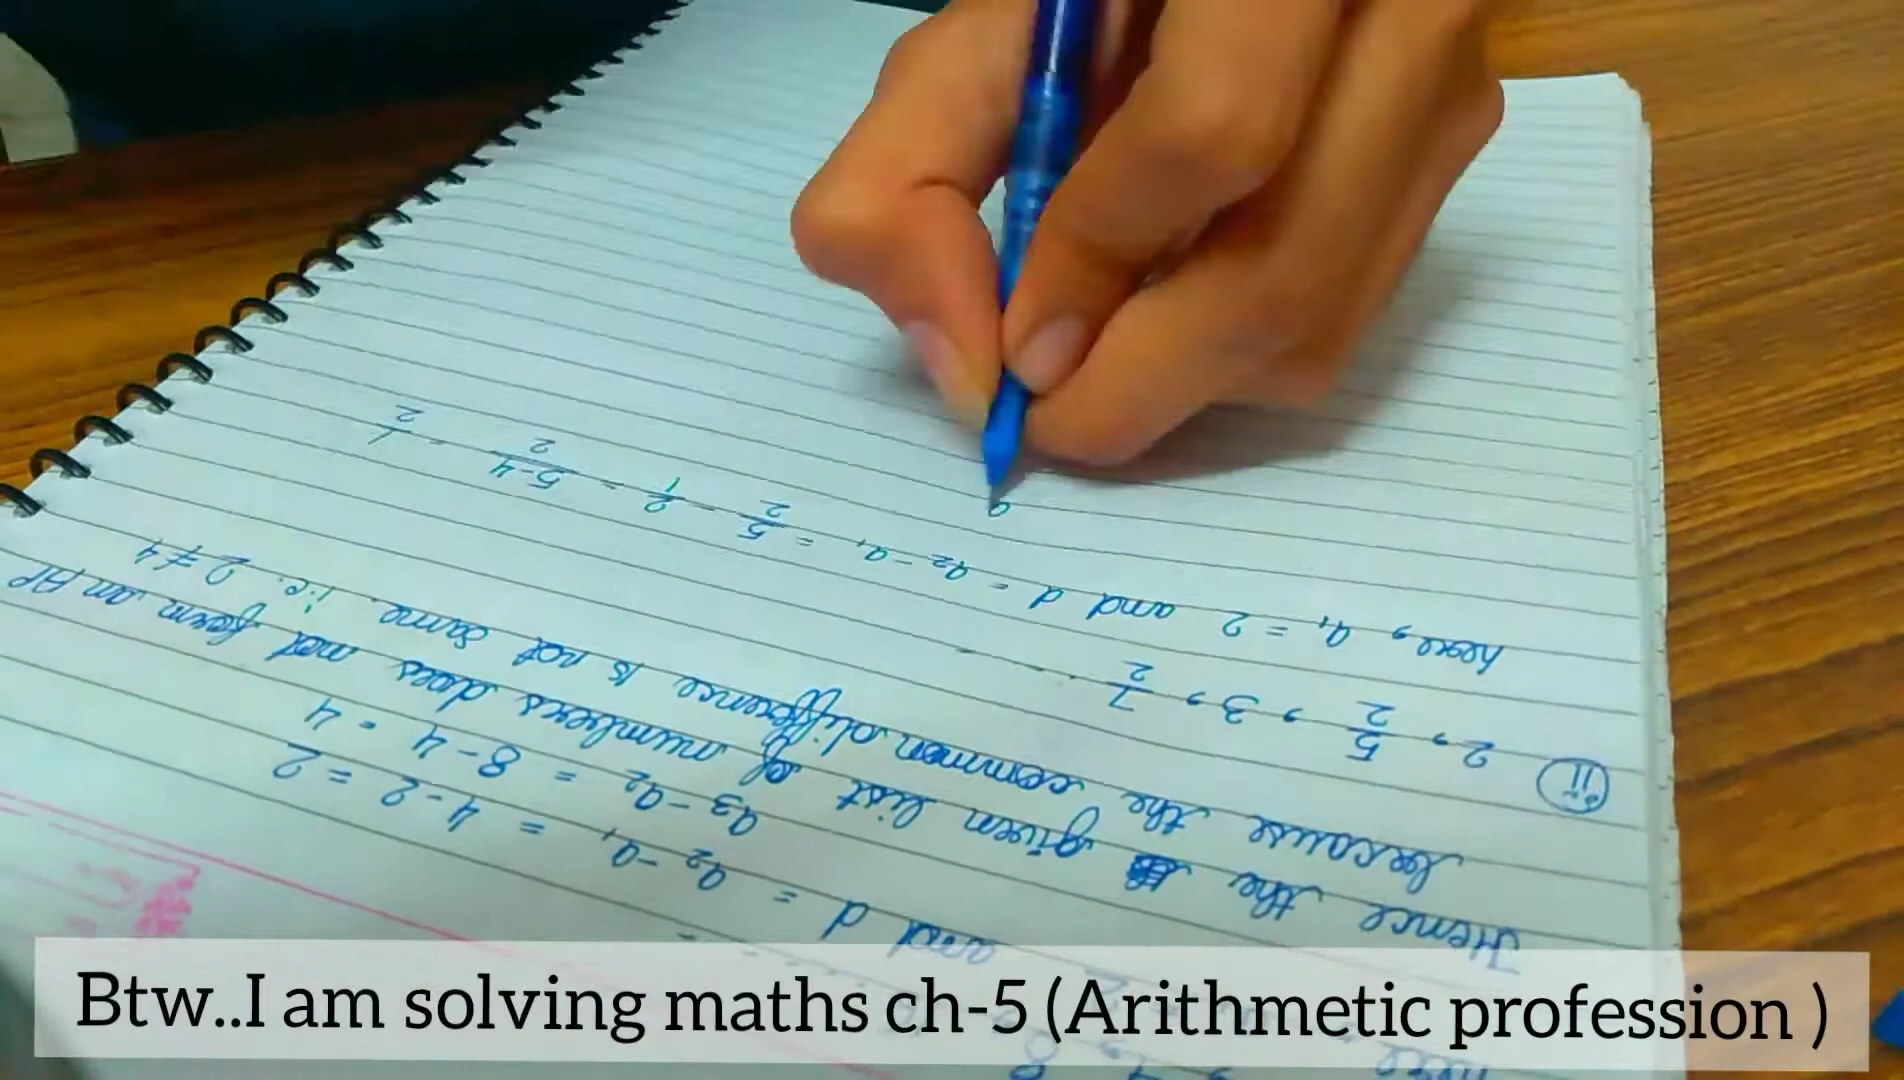 and d = a₂ - a₁ = 4 - 2 = 2
a₃ - a₂ = 8 - 4 = 4
Hence the given list of numbers does not form an AP
because the common difference is not same i.e. 2 ≠ 4
(ii) 2, 5/2, 3, 7/2 - - -
here, a₁ = 2 and d = a₂ - a₁ = 5/2 - 2/1 = 5-4/2 = 1/2
a
Btw..I am solving maths ch-5 (Arithmetic profession )